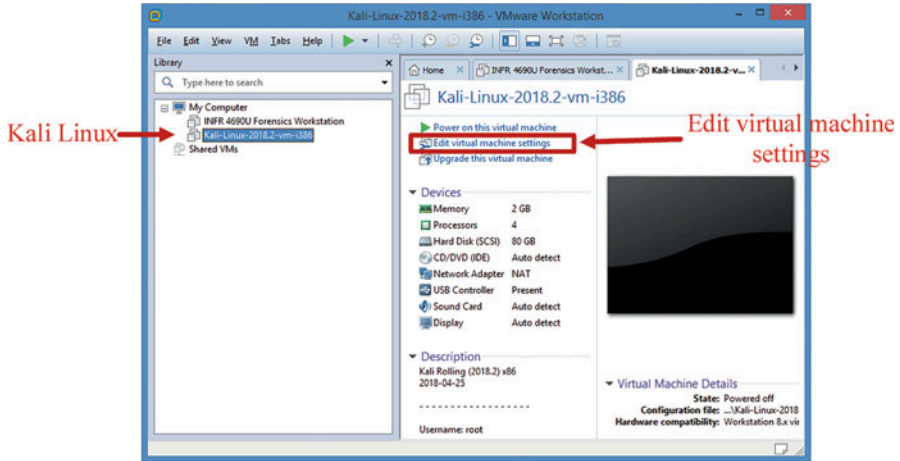 Kali-Linux-2018.2-vm-i386 - VMware Workstation
File Edit View VM Tabs Help
Library
Type here to search
My Computer
INFR 4690U Forensics Workstation
Kali-Linux-2018.2-vm-i386
Shared VMs
Kali Linux
Home INFR 4690U Forensics Workst... Kali-Linux-2018.2-v...
Kali-Linux-2018.2-vm-i386
Power on this virtual machine
Edit virtual machine settings
Upgrade this virtual machine
Edit virtual machine
settings
Devices
Memory 2 GB
Processors 4
Hard Disk (SCSI) 80 GB
CD/DVD (IDE) Auto detect
Network Adapter NAT
USB Controller Present
Sound Card Auto detect
Display Auto detect
Description
Kali Rolling (2018.2) x86
2018-04-25
- - - - - - - - - - - - - - - -
Username: root
Virtual Machine Details
State: Powered off
Configuration file: ...\Kali-Linux-2018
Hardware compatibility: Workstation 8.x vir